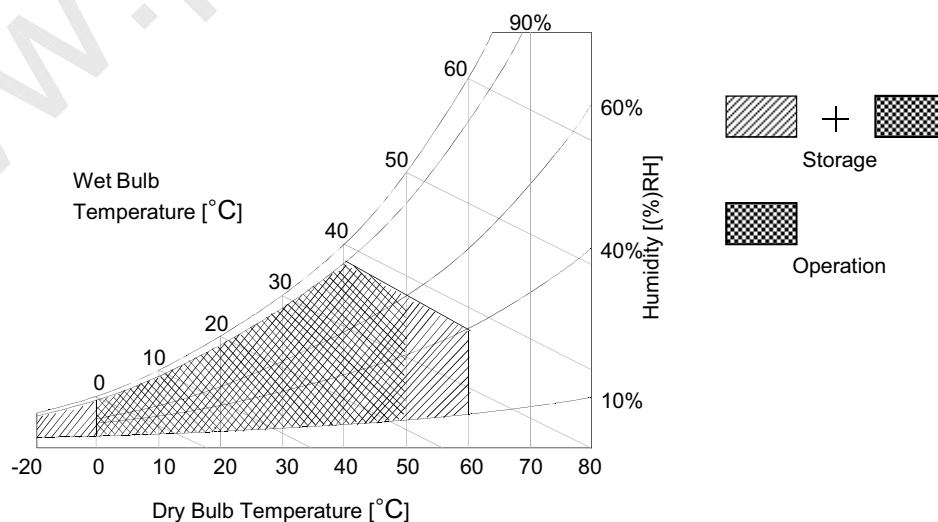 90%
60
60%
50
Wet Bulb
Temperature [°C]
40
40%
30
20
10
0
10%
Humidity [(%)RH]
-20 0 10 20 30 40 50 60 70 80
Dry Bulb Temperature [°C]
+
Storage
Operation